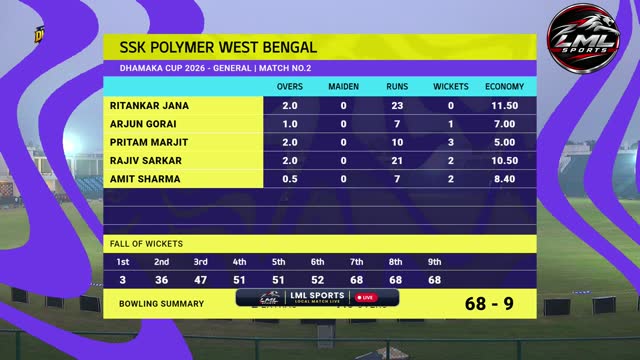 LML
SPORTS
SSK POLYMER WEST BENGAL
DHAMAKA CUP 2026 - GENERAL | MATCH NO.2
OVERS MAIDEN RUNS WICKETS ECONOMY
RITANKAR JANA 2.0 0 23 0 11.50
ARJUN GORAI 1.0 0 7 1 7.00
PRITAM MARJIT 2.0 0 10 3 5.00
RAJIV SARKAR 2.0 0 21 2 10.50
AMIT SHARMA 0.5 0 7 2 8.40
FALL OF WICKETS
1st 2nd 3rd 4th 5th 6th 7th 8th 9th
3 36 47 51 51 52 68 68 68
BOWLING SUMMARY 68 - 9
LML SPORTS LIVE
LOCAL MATCH LIVE